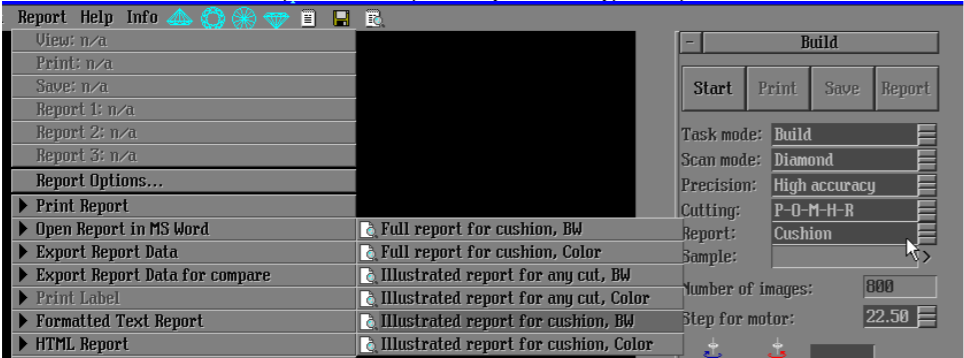 Report Help Info
View: n/a
Print: n/a
Save: n/a
Report 1: n/a
Report 2: n/a
Report 3: n/a
Report Options...
Print Report
Open Report in MS Word
Export Report Data
Export Report Data for compare
Print Label
Formatted Text Report
HTML Report
Full report for cushion, BW
Full report for cushion, Color
Illustrated report for any cut, BW
Illustrated report for any cut, Color
Illustrated report for cushion, BW
Illustrated report for cushion, Color
- Build
Start Print Save Report
Task mode: Build
Scan mode: Diamond
Precision: High accuracy
Cutting: P-O-M-H-R
Report: Cushion
Sample: >
Number of images: 800
Step for motor: 22.50